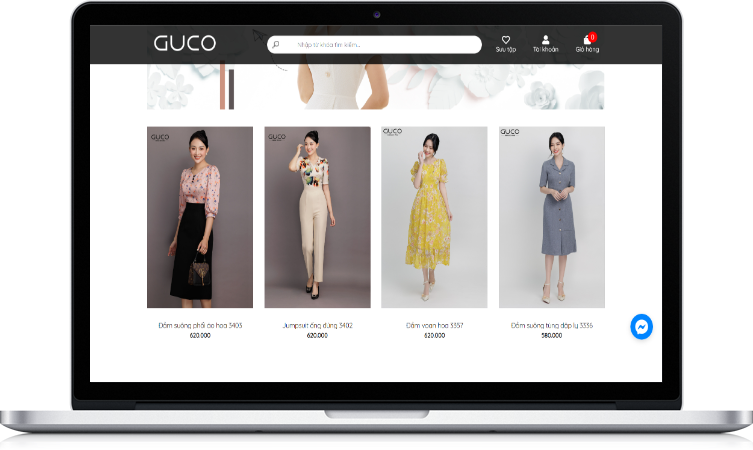 GUCO
Nhập từ khóa tìm kiếm...
Sưu tập
Tài khoản
0
Giỏ hàng
GUCO
GUCO
GUCO
GUCO
Đầm suông phối áo hoa 3403
620.000
Jumpsuit ống đứng 3402
620.000
Đầm voan hoa 3357
620.000
Đầm suông tùng dập ly 3336
580.000